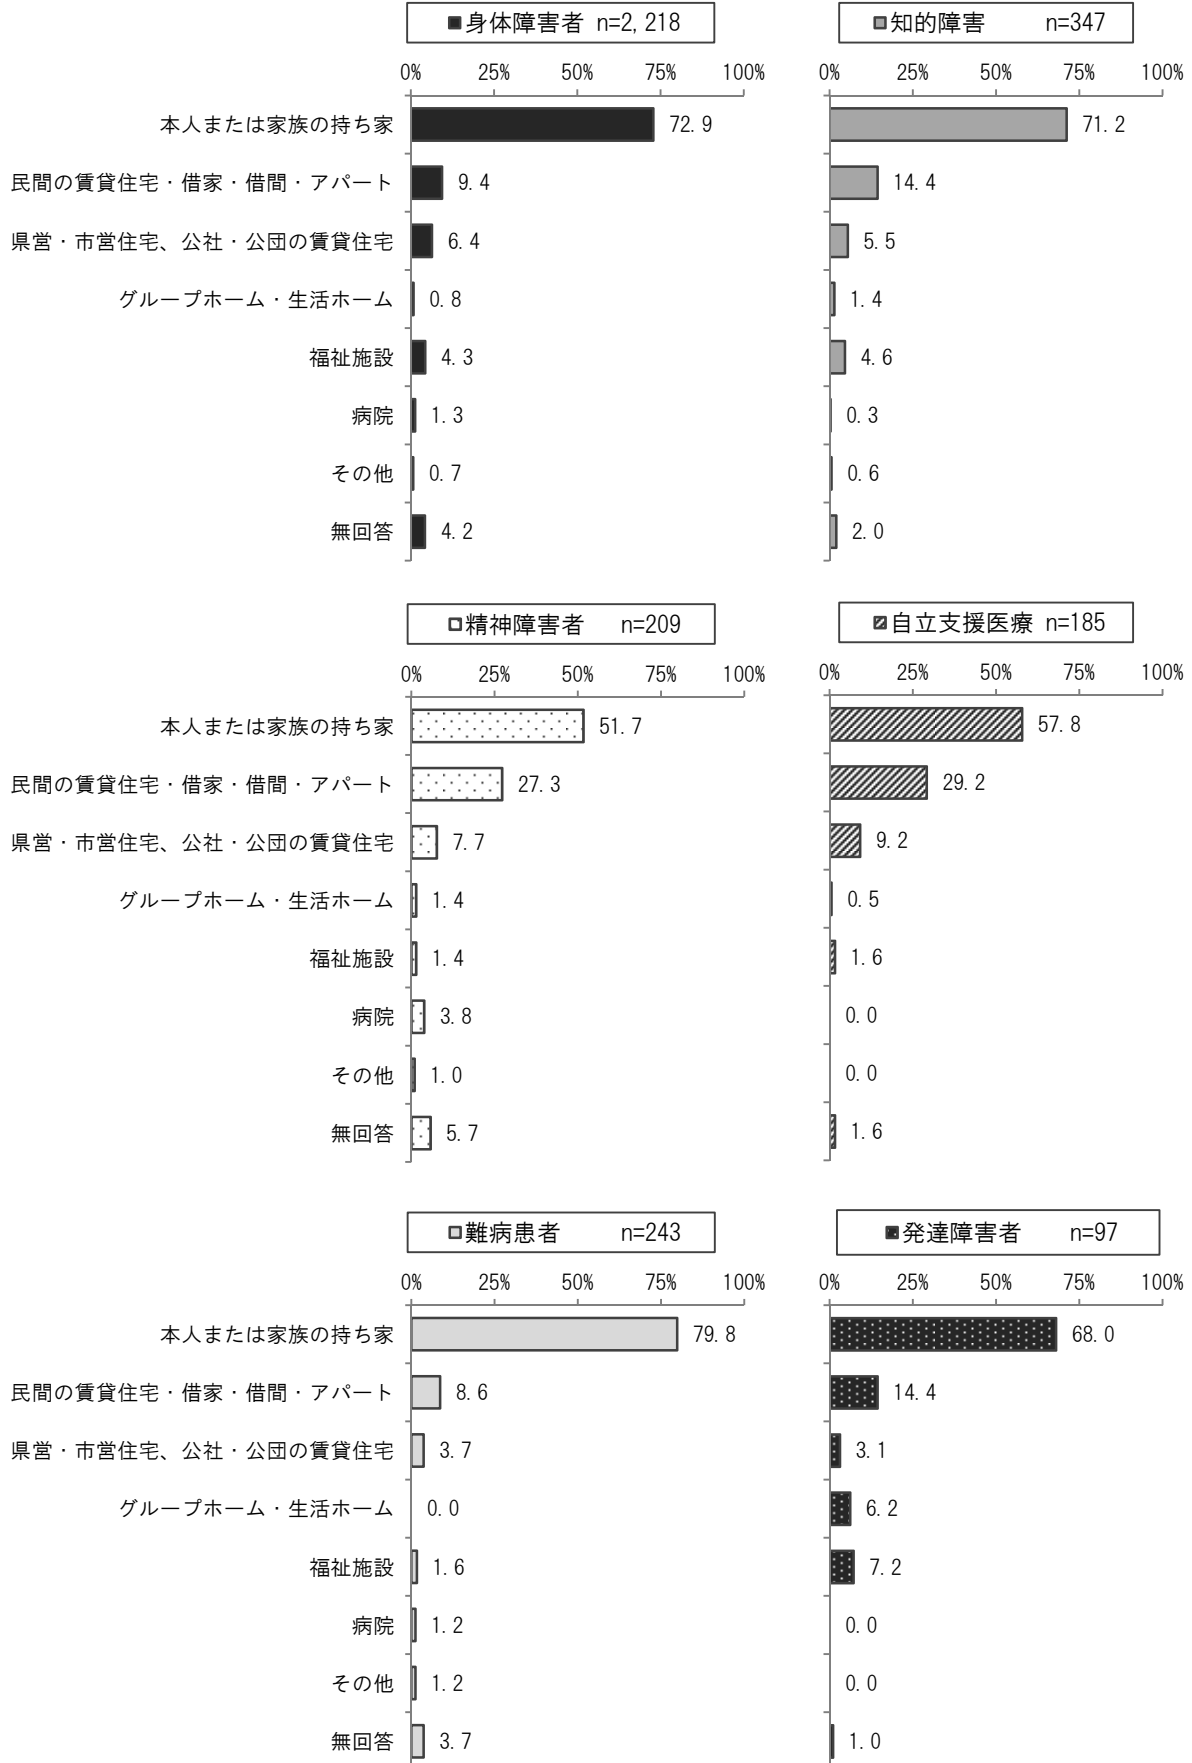 身体障害者 n=2,218
0% 25% 50% 75% 100%
本人または家族の持ち家 72.9
民間の賃貸住宅・借家・借間・アパート 9.4
県営・市営住宅、公社・公団の賃貸住宅 6.4
グループホーム・生活ホーム 0.8
福祉施設 4.3
病院 1.3
その他 0.7
無回答 4.2
知的障害 n=347
0% 25% 50% 75% 100%
71.2
14.4
5.5
1.4
4.6
0.3
0.6
2.0
精神障害者 n=209
0% 25% 50% 75% 100%
本人または家族の持ち家 51.7
民間の賃貸住宅・借家・借間・アパート 27.3
県営・市営住宅、公社・公団の賃貸住宅 7.7
グループホーム・生活ホーム 1.4
福祉施設 1.4
病院 3.8
その他 1.0
無回答 5.7
自立支援医療 n=185
0% 25% 50% 75% 100%
57.8
29.2
9.2
0.5
1.6
0.0
0.0
1.6
難病患者 n=243
0% 25% 50% 75% 100%
本人または家族の持ち家 79.8
民間の賃貸住宅・借家・借間・アパート 8.6
県営・市営住宅、公社・公団の賃貸住宅 3.7
グループホーム・生活ホーム 0.0
福祉施設 1.6
病院 1.2
その他 1.2
無回答 3.7
発達障害者 n=97
0% 25% 50% 75% 100%
68.0
14.4
3.1
6.2
7.2
0.0
0.0
1.0